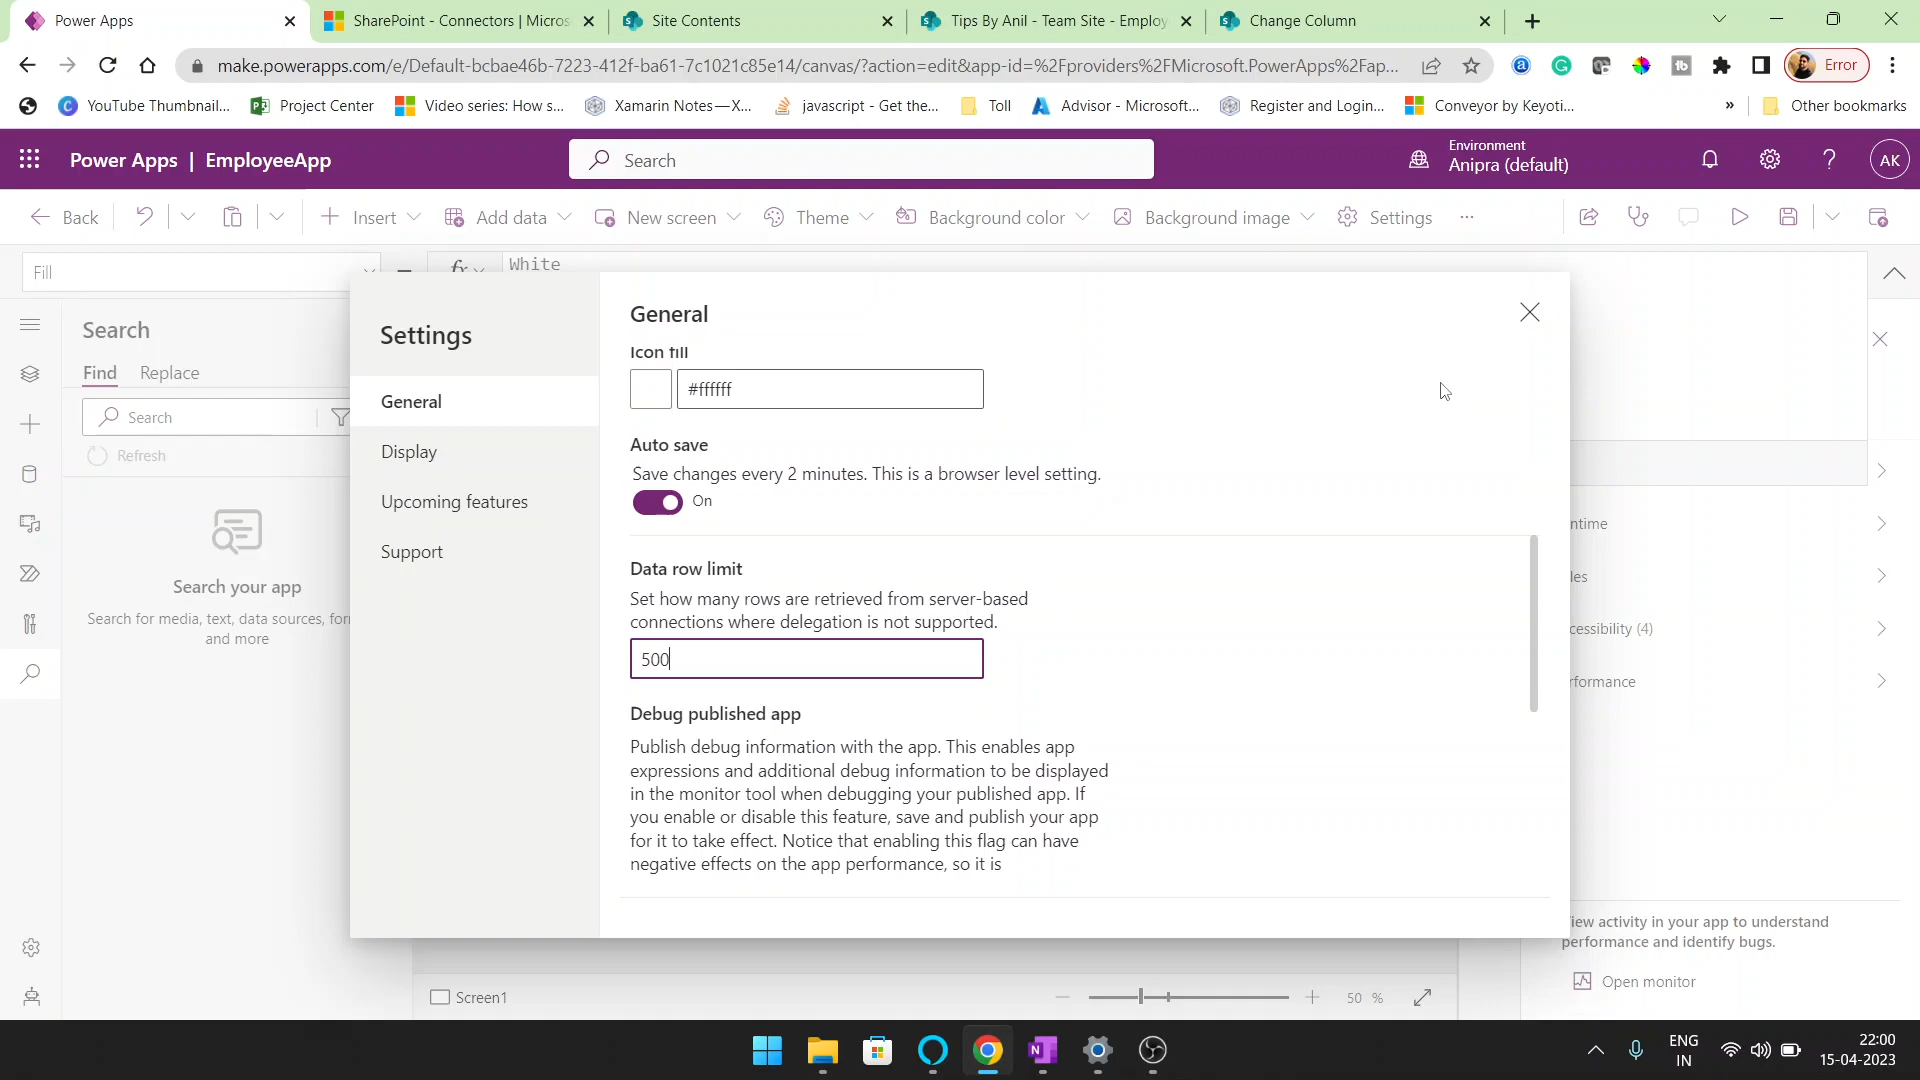 Power Apps
SharePoint - Connectors | Micros
Site Contents
Tips By Anil - Team Site - Employ
Change Column
make.powerapps.com/e/Default-bcbae46b-7223-412f-ba61-7c1021c85e14/canvas/?action=edit&app-id=%2Fproviders%2FMicrosoft.PowerApps%2Fap...
Error
YouTube Thumbnail...
Project Center
Video series: How s...
Xamarin Notes—X...
javascript - Get the...
Toll
Advisor - Microsoft...
Register and Login...
Conveyor by Keyoti...
»
Other bookmarks
Power Apps | EmployeeApp
Search
Environment
Anipra (default)
AK
Back
Insert
Add data
New screen
Theme
Background color
Background image
Settings
Fill
=
fx
White
Search
Find
Replace
Search
Refresh
Search your app
Search for media, text, data sources, for
and more
Settings
General
Display
Upcoming features
Support
General
Icon fill
#ffffff
Auto save
Save changes every 2 minutes. This is a browser level setting.
On
Data row limit
Set how many rows are retrieved from server-based
connections where delegation is not supported.
500
Debug published app
Publish debug information with the app. This enables app
expressions and additional debug information to be displayed
in the monitor tool when debugging your published app. If
you enable or disable this feature, save and publish your app
for it to take effect. Notice that enabling this flag can have
negative effects on the app performance, so it is
ntime
les
cessibility (4)
rformance
iew activity in your app to understand
performance and identify bugs.
Open monitor
Screen1
50 %
ENG
IN
22:00
15-04-2023